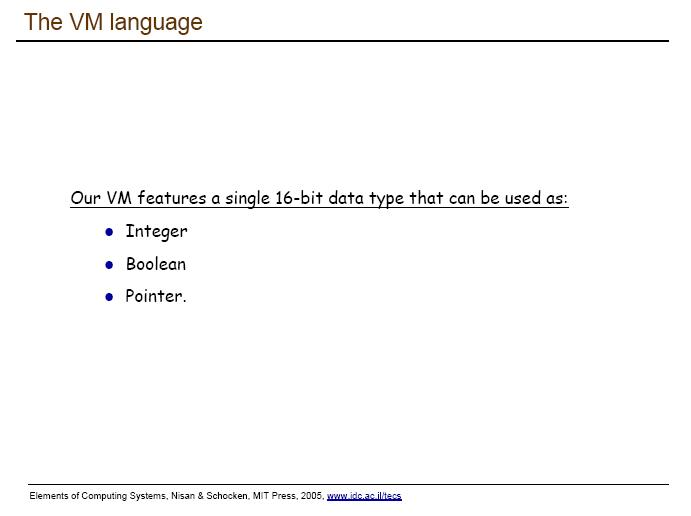 The VM language
Our VM features a single 16-bit data type that can be used as:
Integer
Boolean
Pointer.
Elements of Computing Systems, Nisan & Schocken, MIT Press, 2005, www.idc.ac.il/tecs